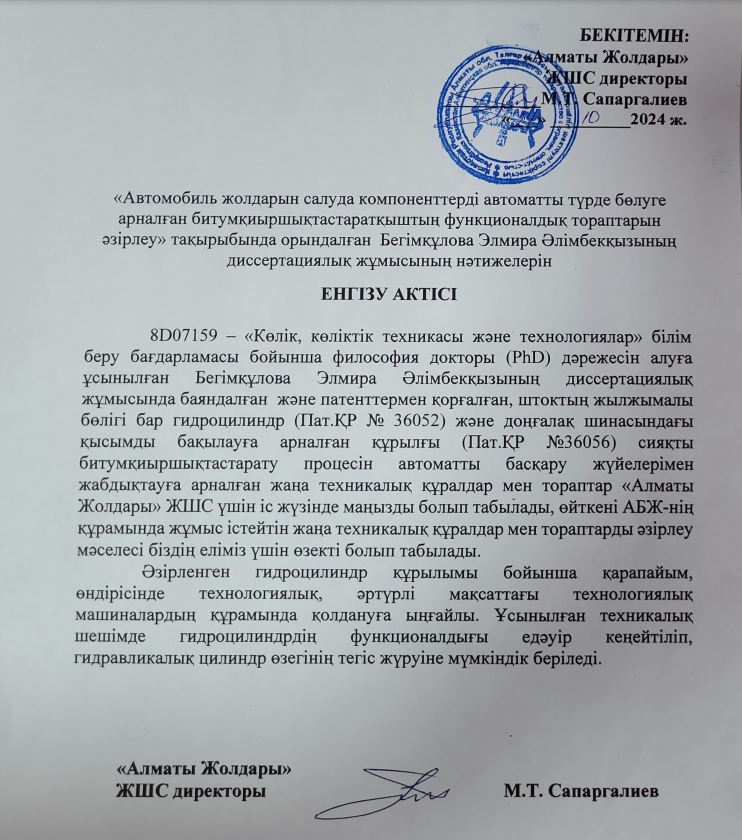 БЕКІТЕМІН:
«Алматы Жолдары»
ЖШС директоры
М.Т. Сапаргалиев
10 2024 ж.
«Автомобиль жолдарын салуда компоненттерді автоматты түрде бөлуге
арналған битумқиыршықтастаратқыштың функционалдық тораптарын
әзірлеу» тақырыбында орындалған Бегімқұлова Элмира Әлімбекқызының
диссертациялық жұмысының нәтижелерін
ЕНГІЗУ АКТІСІ
8D07159 – «Көлік, көліктік техникасы және технологиялар» білім
беру бағдарламасы бойынша философия докторы (PhD) дәрежесін алуға
ұсынылған Бегімқұлова Элмира Әлімбекқызының диссертациялық
жұмысында баяндалған және патенттермен қорғалған, штоктың жылжымалы
бөлігі бар гидроцилиндр (Пат.ҚР № 36052) және доңғалақ шинасындағы
қысымды бақылауға арналған құрылғы (Пат.ҚР №36056) сияқты
битумқиыршықтастарату процесін автоматты басқару жүйелерімен
жабдықтауға арналған жаңа техникалық құралдар мен тораптар «Алматы
Жолдары» ЖШС үшін іс жүзінде маңызды болып табылады, өйткені АБЖ-нің
құрамында жұмыс істейтін жаңа техникалық құралдар мен тораптарды әзірлеу
мәселесі біздің еліміз үшін өзекті болып табылады.
Әзірленген гидроцилиндр құрылымы бойынша қарапайым,
өндірісінде технологиялық, әртүрлі мақсаттағы технологиялық
машиналардың құрамында қолдануға ыңғайлы. Ұсынылған техникалық
шешімде гидроцилиндрдің функционалдығы едәуір кеңейтіліп,
гидравликалық цилиндр өзегінің тегіс жүруіне мүмкіндік беріледі.
«Алматы Жолдары»
ЖШС директоры М.Т. Сапаргалиев